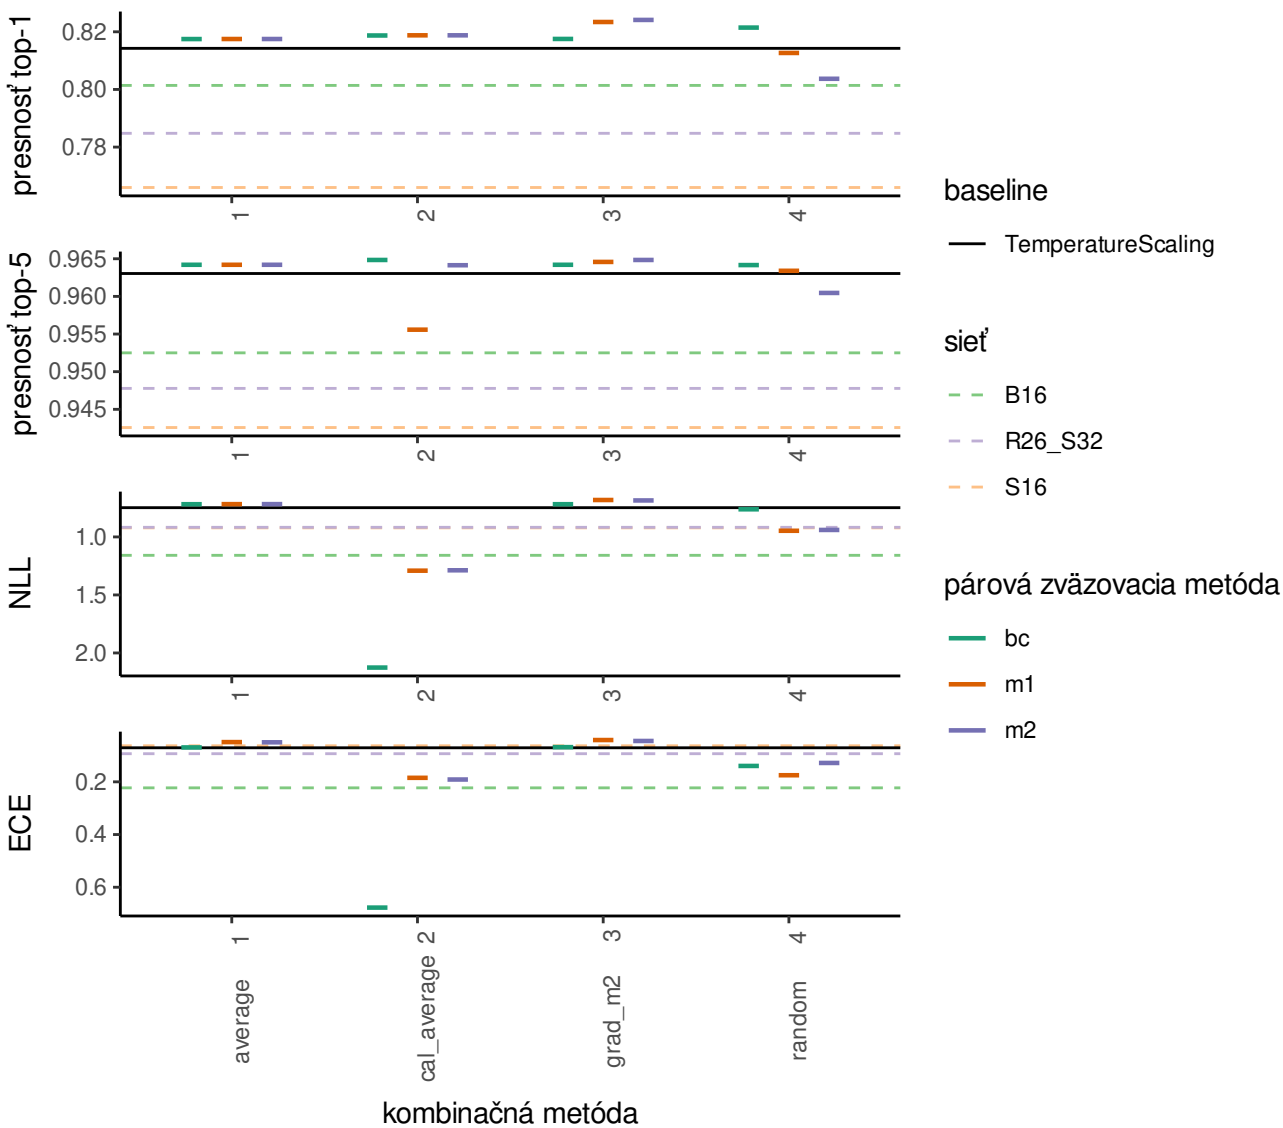 presnosť top-1
0.82
0.80
0.78
1
2
3
4
presnosť top-5
0.965
0.960
0.955
0.950
0.945
1
2
3
4
NLL
1.0
1.5
2.0
1
2
3
4
ECE
0.2
0.4
0.6
average 1
cal_average 2
grad_m2 3
random 4
kombinačná metóda
baseline
TemperatureScaling
sieť
B16
R26_S32
S16
párová zväzovacia metóda
bc
m1
m2